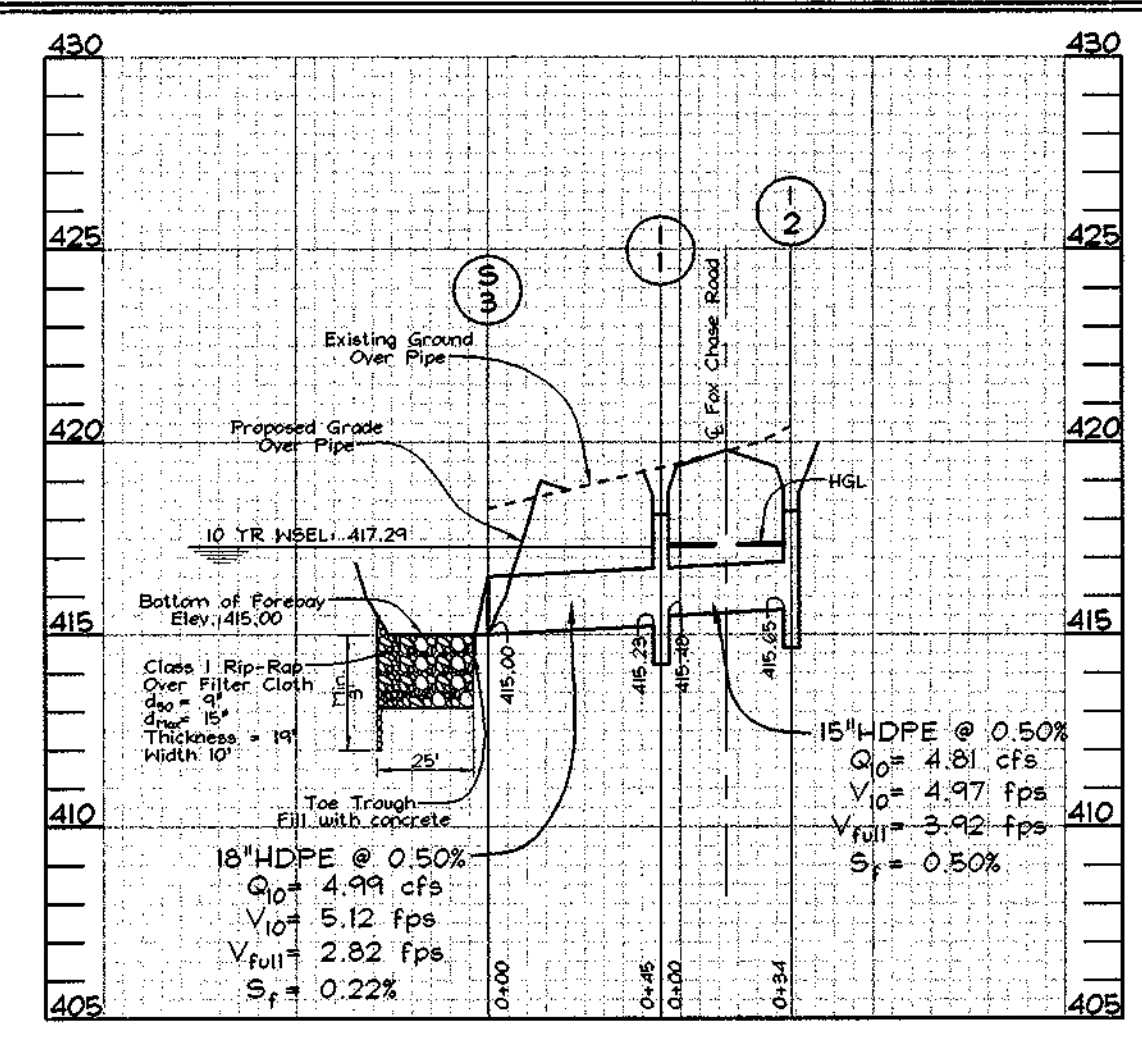 430
430
425
425
420
420
415
415
410
410
405
405
S
3
I
1
I
2
℄ Fox Chase Road
Existing Ground
Over Pipe
Proposed Grade
Over Pipe
HGL
10 YR WSEL: 417.29
Bottom of Forebay
Elev. 415.00
Class I Rip-Rap
Over Filter Cloth
d50 = 9"
dMax= 15"
Thickness = 19"
Width 10'
Min.
3'
25'
Toe Trough
Fill with concrete
415.00
415.23
415.48
415.65
18"HDPE @ 0.50%
Q10= 4.99 cfs
V10= 5.12 fps
Vfull= 2.82 fps
Sf= 0.22%
15"HDPE @ 0.50%
Q10= 4.81 cfs
V10= 4.97 fps
Vfull= 3.92 fps
Sf= 0.50%
0+00
0+45
0+00
0+34